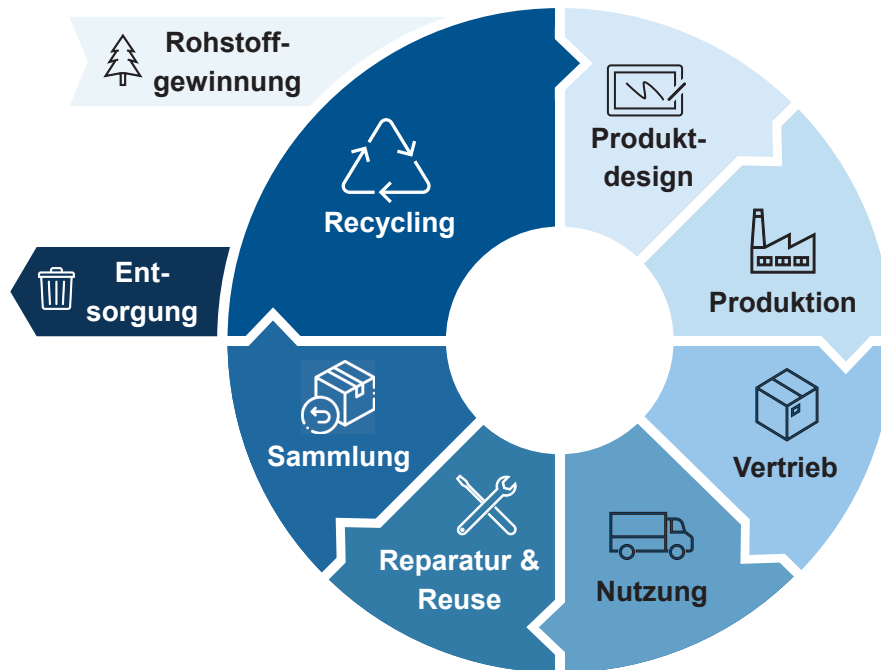 Rohstoff-
gewinnung
Recycling
Produkt-
design
Produktion
Vertrieb
Nutzung
Reparatur &
Reuse
Sammlung
Ent-
sorgung